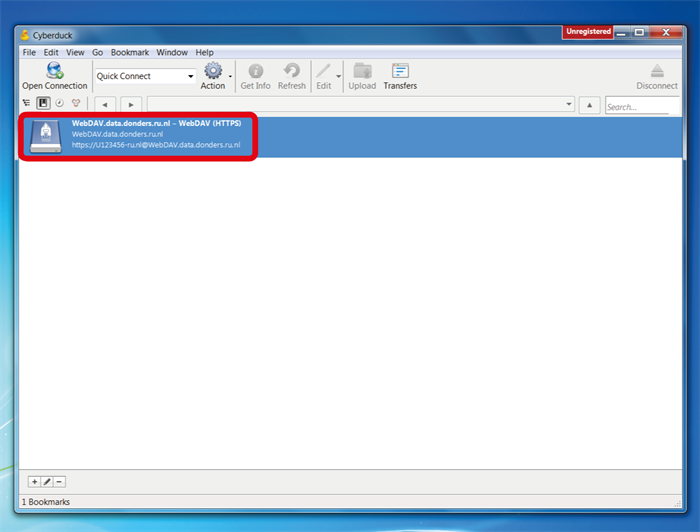 Cyberduck
Unregistered
File Edit View Go Bookmark Window Help
Open Connection
Quick Connect
Action
Get Info
Refresh
Edit
Upload
Transfers
Disconnect
Search...
WebDAV.data.donders.ru.nl – WebDAV (HTTPS)
WebDAV.data.donders.ru.nl
https://U123456-ru.nl@WebDAV.data.donders.ru.nl
1 Bookmarks